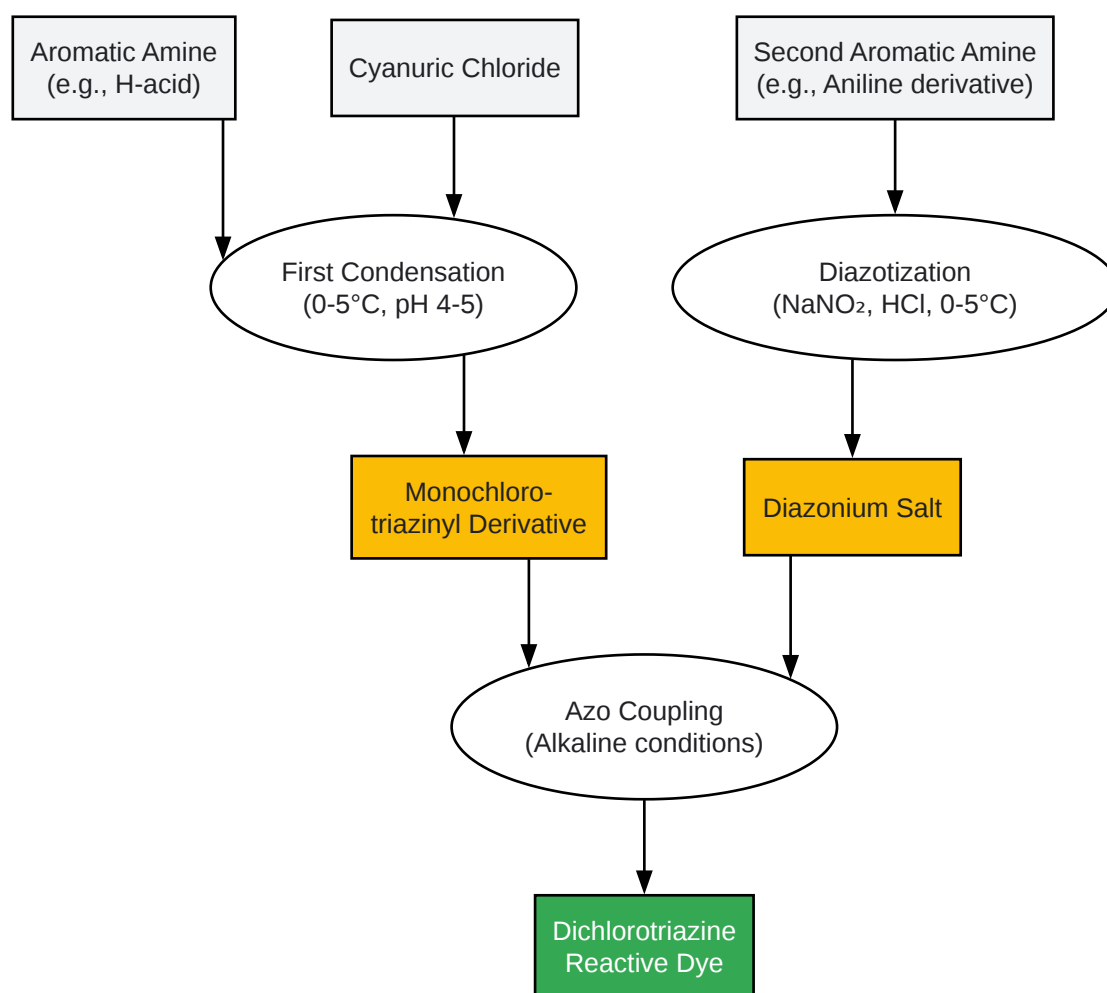 Aromatic Amine
(e.g., H-acid)
Cyanuric Chloride
Second Aromatic Amine
(e.g., Aniline derivative)
First Condensation
(0-5°C, pH 4-5)
Diazotization
(NaNO₂, HCl, 0-5°C)
Monochloro-
triazinyl Derivative
Diazonium Salt
Azo Coupling
(Alkaline conditions)
Dichlorotriazine
Reactive Dye